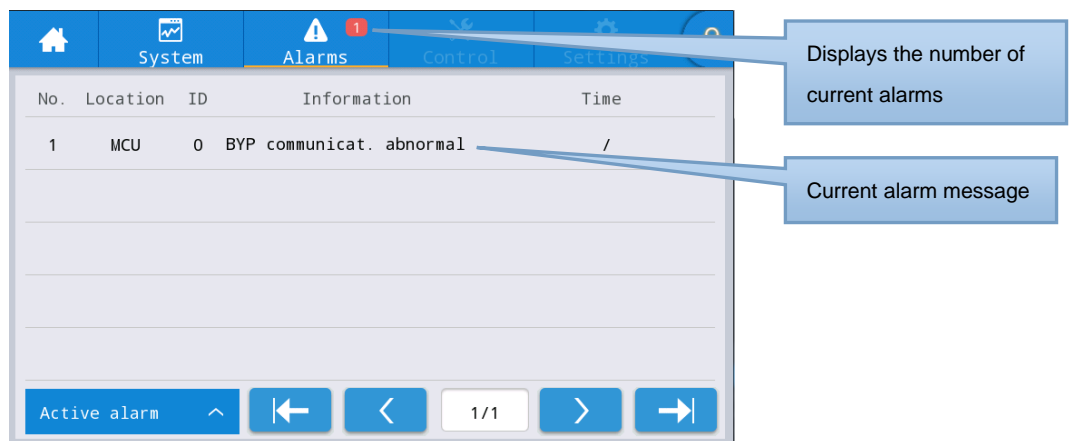 1
System Alarms Control Settings
Displays the number of
current alarms
No. Location ID Information Time
1 MCU 0 BYP communicat. abnormal /
Current alarm message
Active alarm 1/1